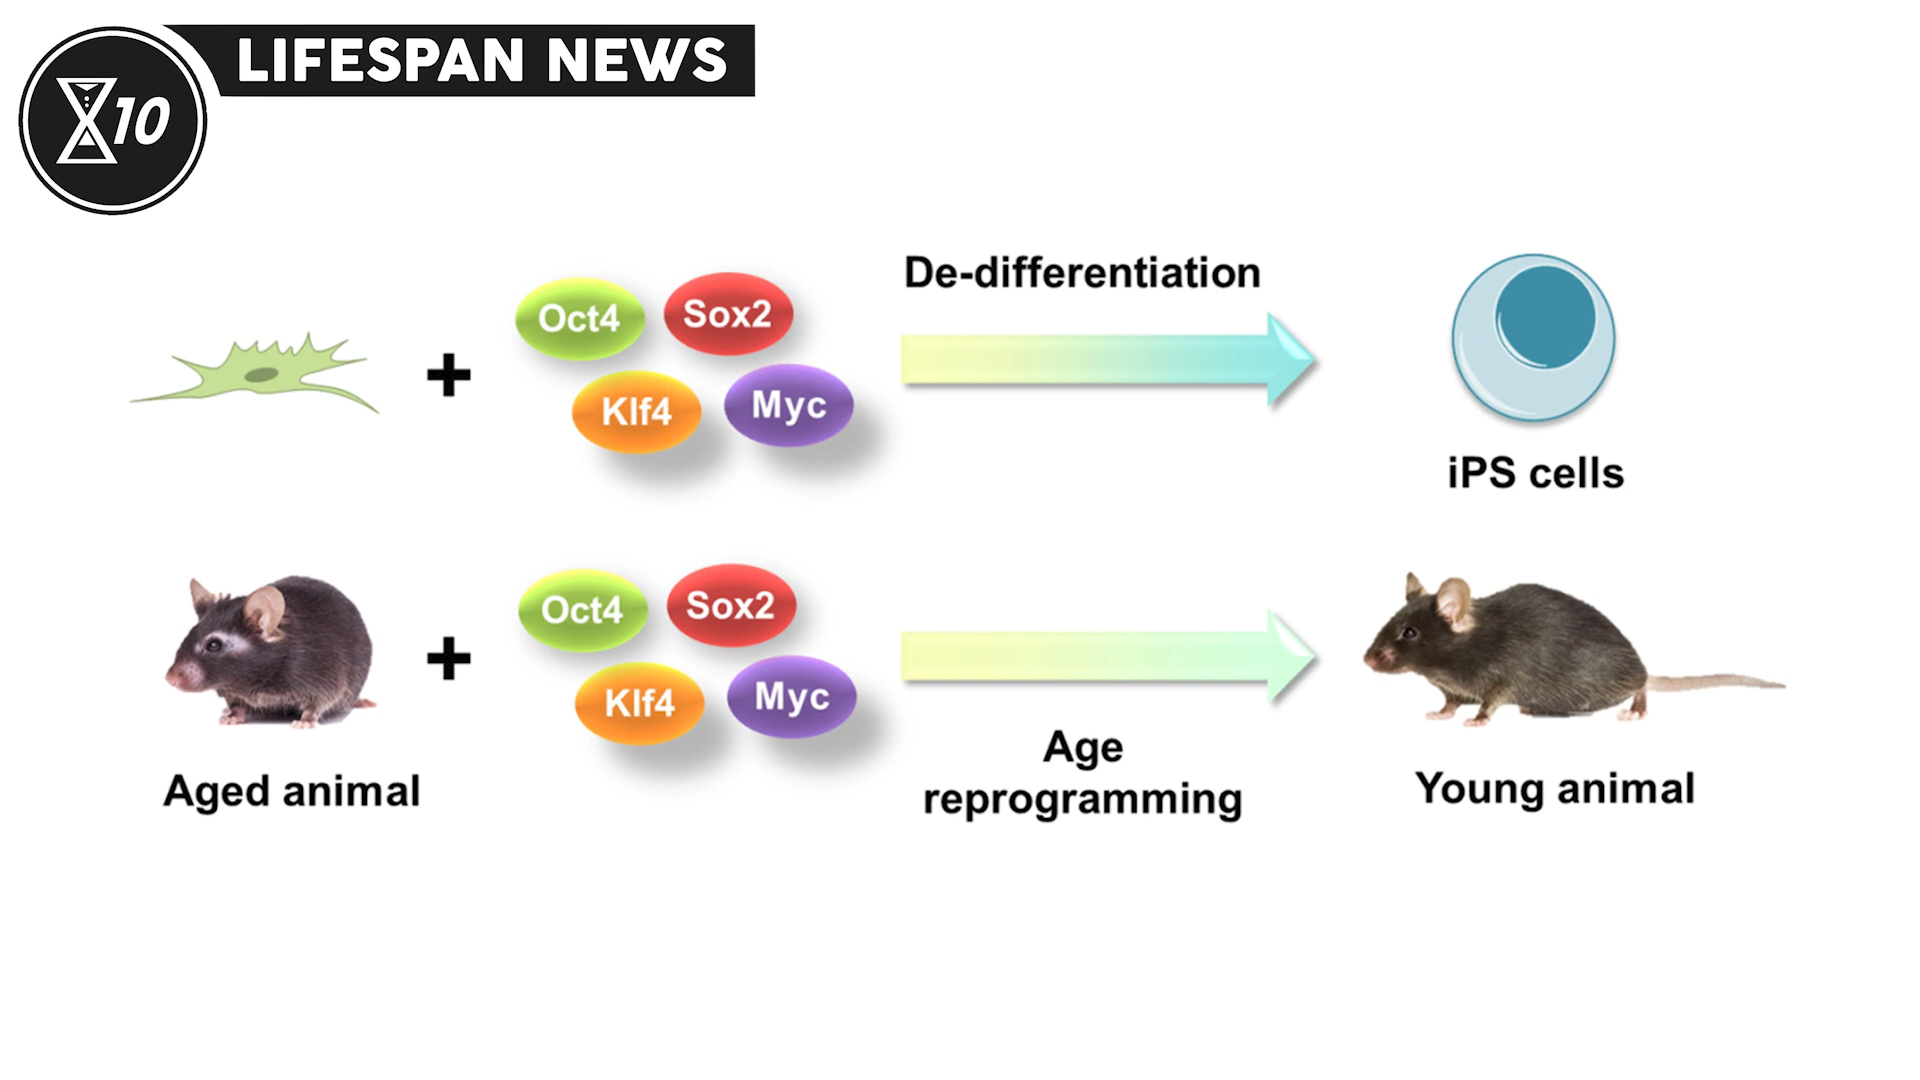 LIFESPAN NEWS
X10
De-differentiation
Oct4
Sox2
Klf4
Myc
iPS cells
Oct4
Sox2
Klf4
Myc
Age
reprogramming
Aged animal
Young animal